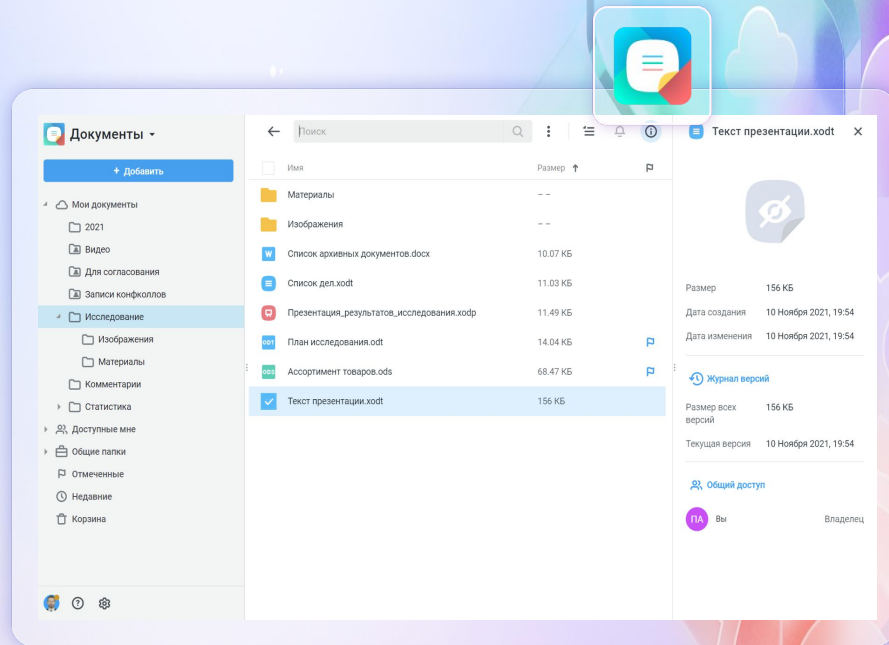 Документы
+ Добавить
Мои документы
2021
Видео
Для согласования
Записи конфколлов
Исследование
Изображения
Материалы
Комментарии
Статистика
Доступные мне
Общие папки
Отмеченные
Недавние
Корзина
Поиск
Имя Размер
Материалы – –
Изображения – –
W Список архивных документов.docx 10.07 КБ
Список дел.xodt 11.03 КБ
Презентация_результатов_исследования.xodp 11.49 КБ
ODT План исследования.odt 14.04 КБ
ODS Ассортимент товаров.ods 68.47 КБ
Текст презентации.xodt 156 КБ
Текст презентации.xodt
Размер 156 КБ
Дата создания 10 Ноября 2021, 19:54
Дата изменения 10 Ноября 2021, 19:54
Журнал версий
Размер всех версий 156 КБ
Текущая версия 10 Ноября 2021, 19:54
Общий доступ
ПА Вы Владелец